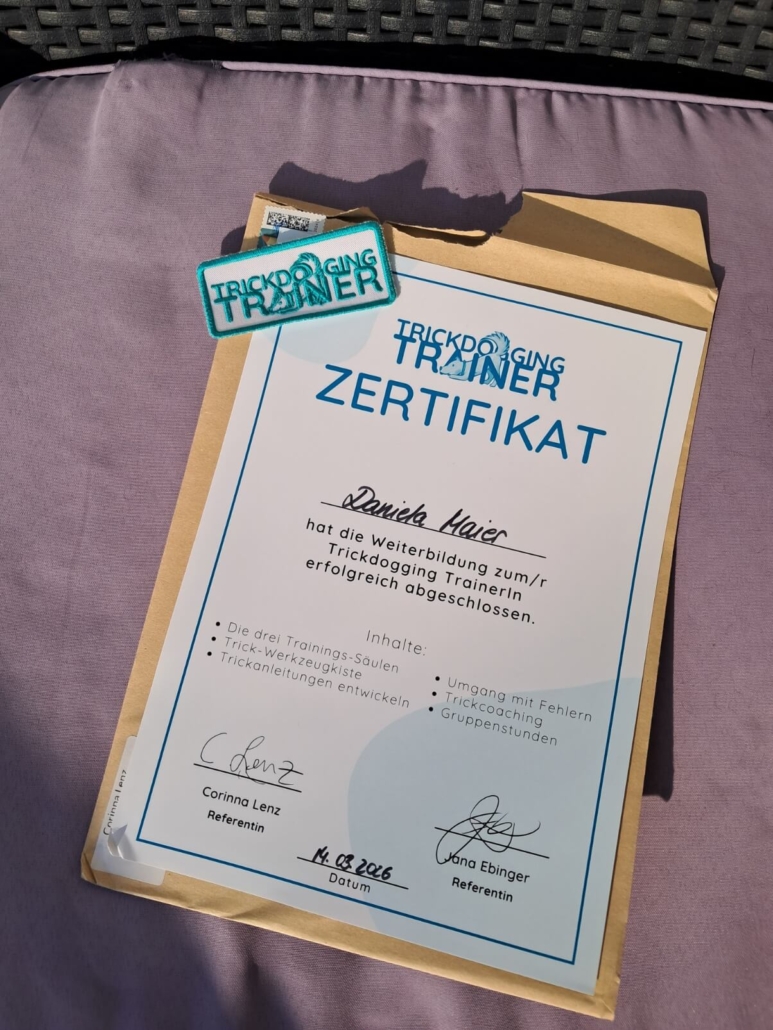 TRICKDOGGING
TRAINER
TRICKDOGGING
TRAINER
ZERTIFIKAT
Daniela Maier
hat die Weiterbildung zum/r
Trickdogging TrainerIn
erfolgreich abgeschlossen.
Inhalte:
• Die drei Trainings-Säulen
• Trick-Werkzeugkiste
• Trickanleitungen entwickeln
• Umgang mit Fehlern
• Trickcoaching
• Gruppenstunden
C Lenz
Corinna Lenz
Referentin
14.03.2026
Datum
Jana Ebinger
Referentin
Corinna Lenz